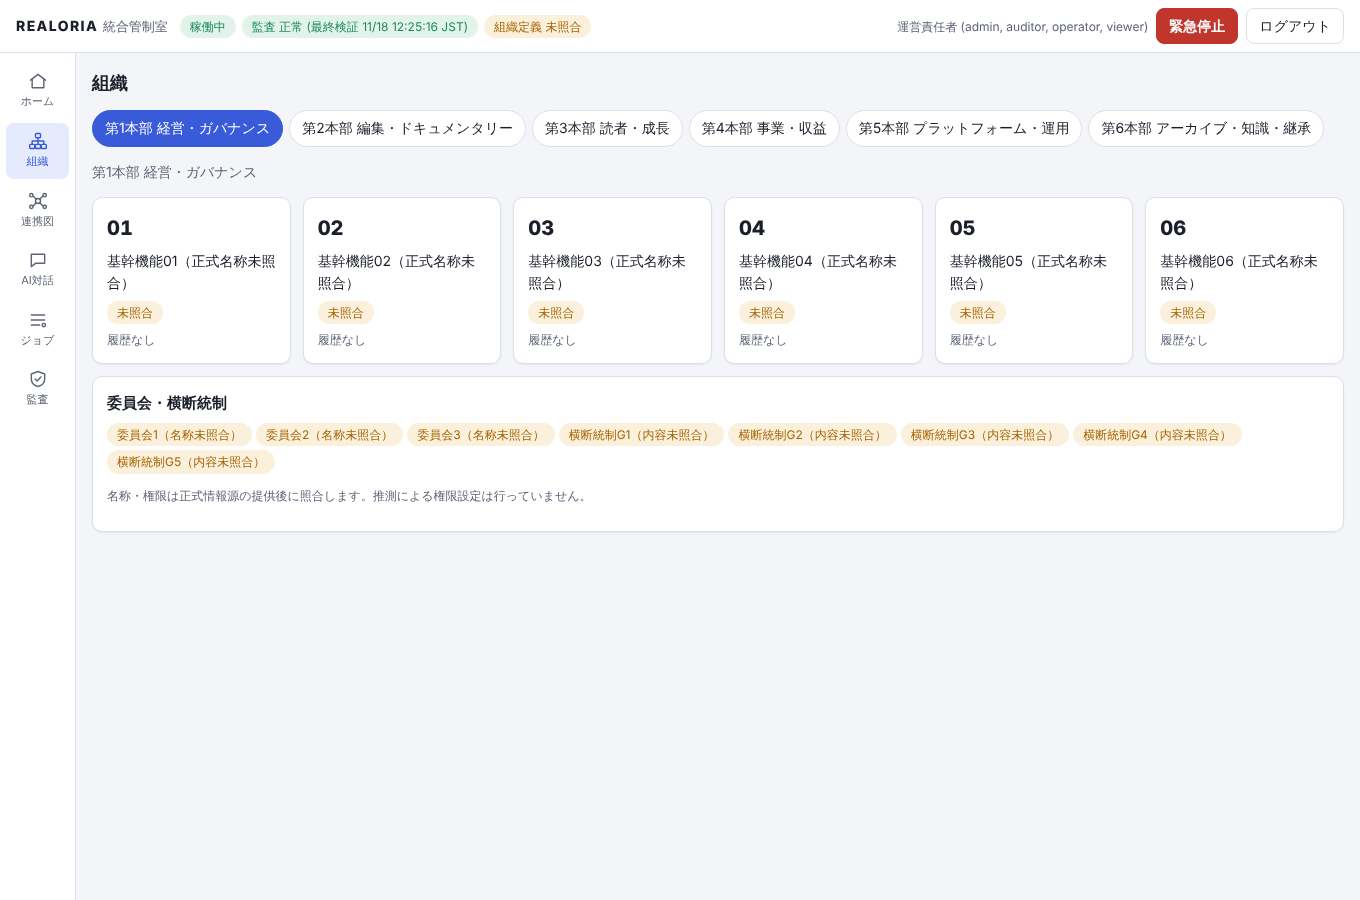 REALORIA 統合管制室 稼働中 監査 正常 (最終検証 11/18 12:25:16 JST) 組織定義 未照合 運営責任者 (admin, auditor, operator, viewer) 緊急停止 ログアウト
ホーム
組織
連携図
AI対話
ジョブ
監査
組織
第1本部 経営・ガバナンス 第2本部 編集・ドキュメンタリー 第3本部 読者・成長 第4本部 事業・収益 第5本部 プラットフォーム・運用 第6本部 アーカイブ・知識・継承
第1本部 経営・ガバナンス
01
基幹機能01（正式名称未照
合）
未照合
履歴なし
02
基幹機能02（正式名称未
照合）
未照合
履歴なし
03
基幹機能03（正式名称未
照合）
未照合
履歴なし
04
基幹機能04（正式名称未
照合）
未照合
履歴なし
05
基幹機能05（正式名称未
照合）
未照合
履歴なし
06
基幹機能06（正式名称未
照合）
未照合
履歴なし
委員会・横断統制
委員会1（名称未照合） 委員会2（名称未照合） 委員会3（名称未照合） 横断統制G1（内容未照合） 横断統制G2（内容未照合） 横断統制G3（内容未照合） 横断統制G4（内容未照合）
横断統制G5（内容未照合）
名称・権限は正式情報源の提供後に照合します。推測による権限設定は行っていません。